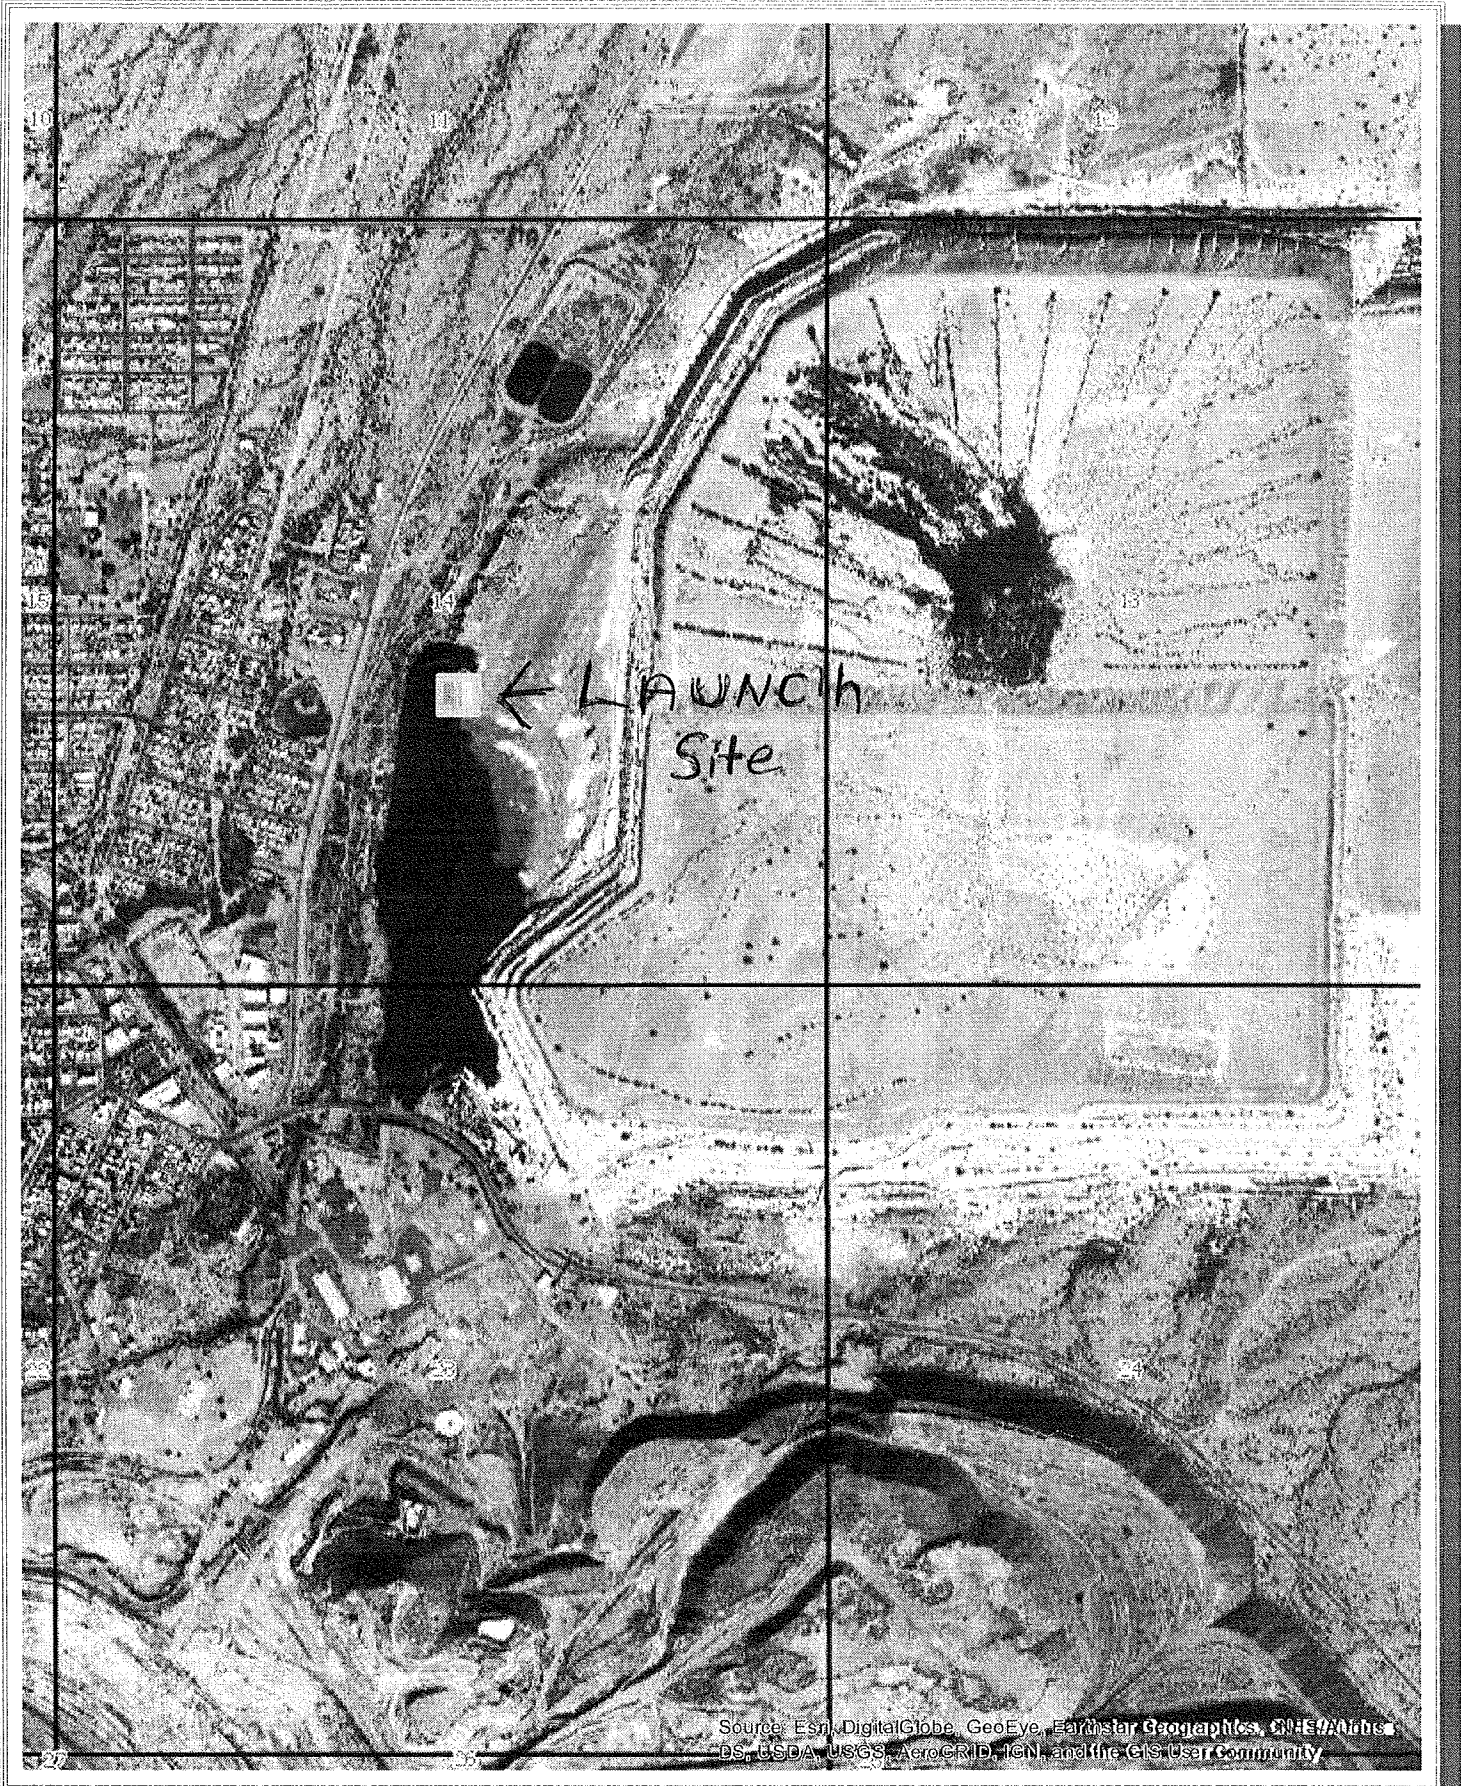 10 11 12
15 14 13
← LAUNCh
Site
22 23 24
Source: Esri, DigitalGlobe, GeoEye, Earthstar Geographics, CNES/Airbus
DS, USDA, USGS, AeroGRID, IGN, and the GIS User Community
27 26